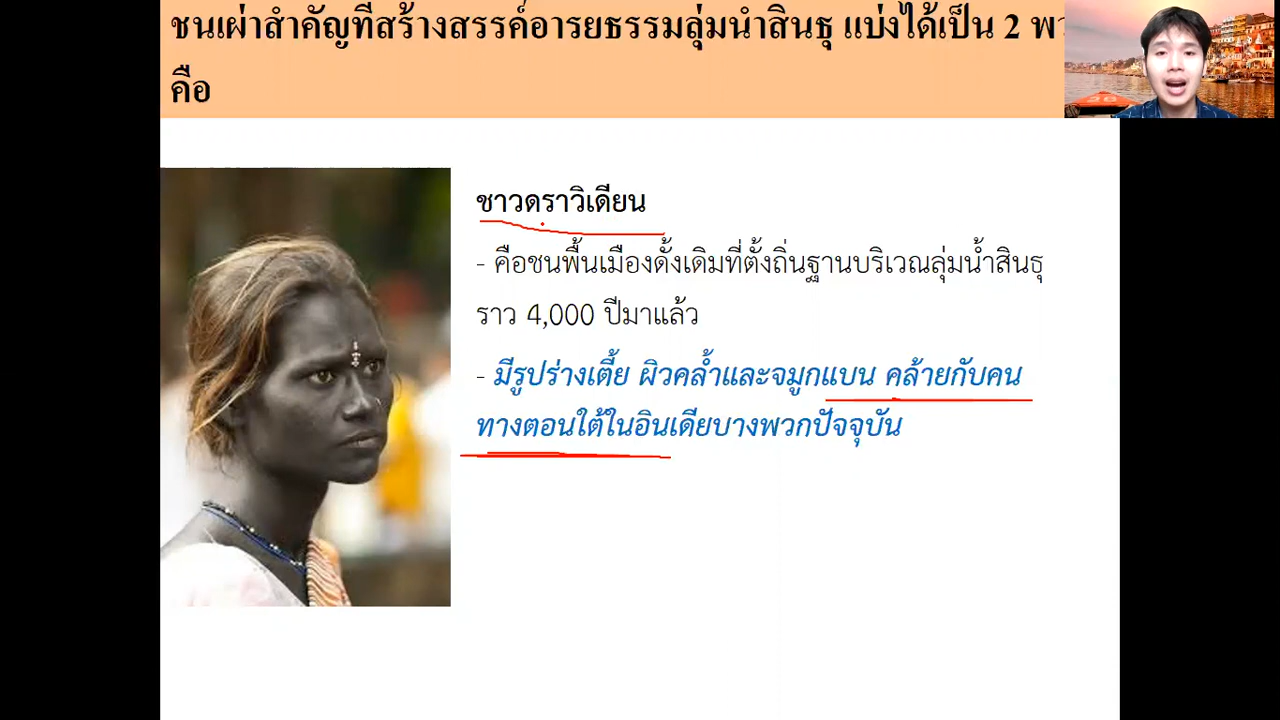 ชนเผ่าสำคัญที่สร้างสรรค์อารยธรรมลุ่มน้ำสินธุ แบ่งได้เป็น 2
คือ
ชาวดราวิเดียน
- คือชนพื้นเมืองดั้งเดิมที่ตั้งถิ่นฐานบริเวณลุ่มน้ำสินธุ
ราว 4,000 ปีมาแล้ว
- มีรูปร่างเตี้ย ผิวคล้ำและจมูกแบน คล้ายกับคน
ทางตอนใต้ในอินเดียบางพวกปัจจุบัน